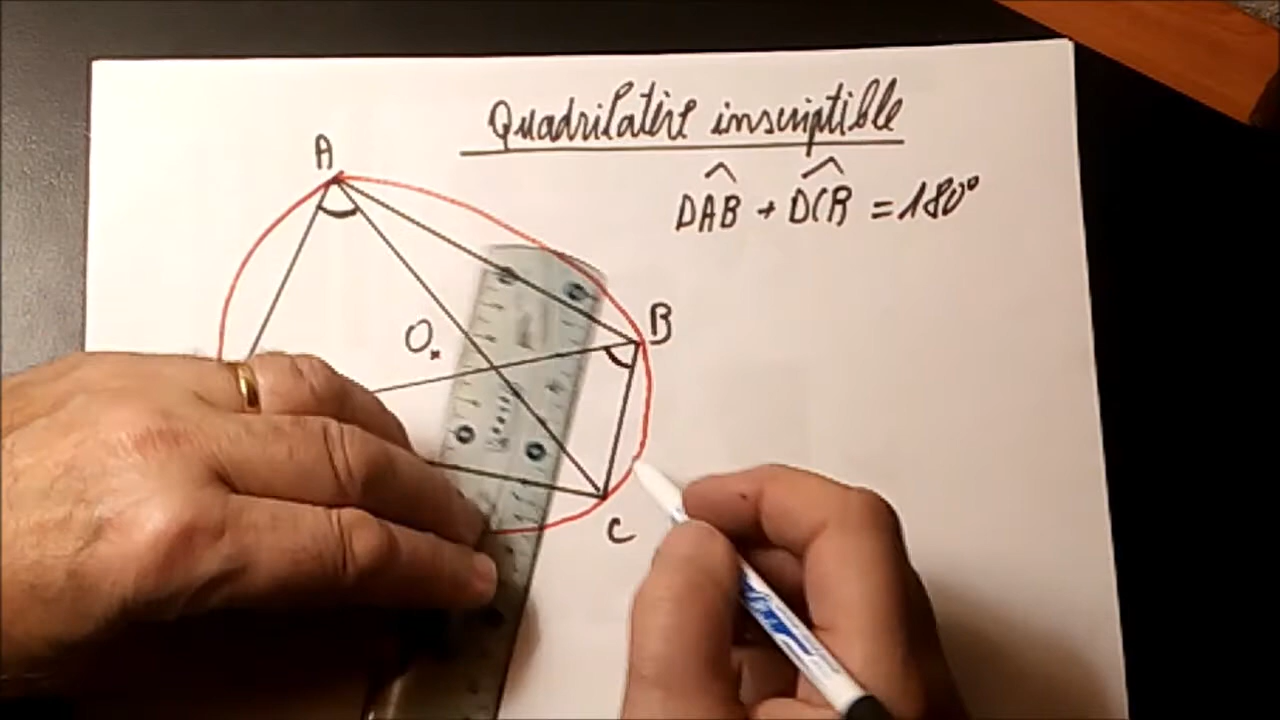 Quadrilatère inscriptible
A
DAB + DCB = 180°
B
O
C